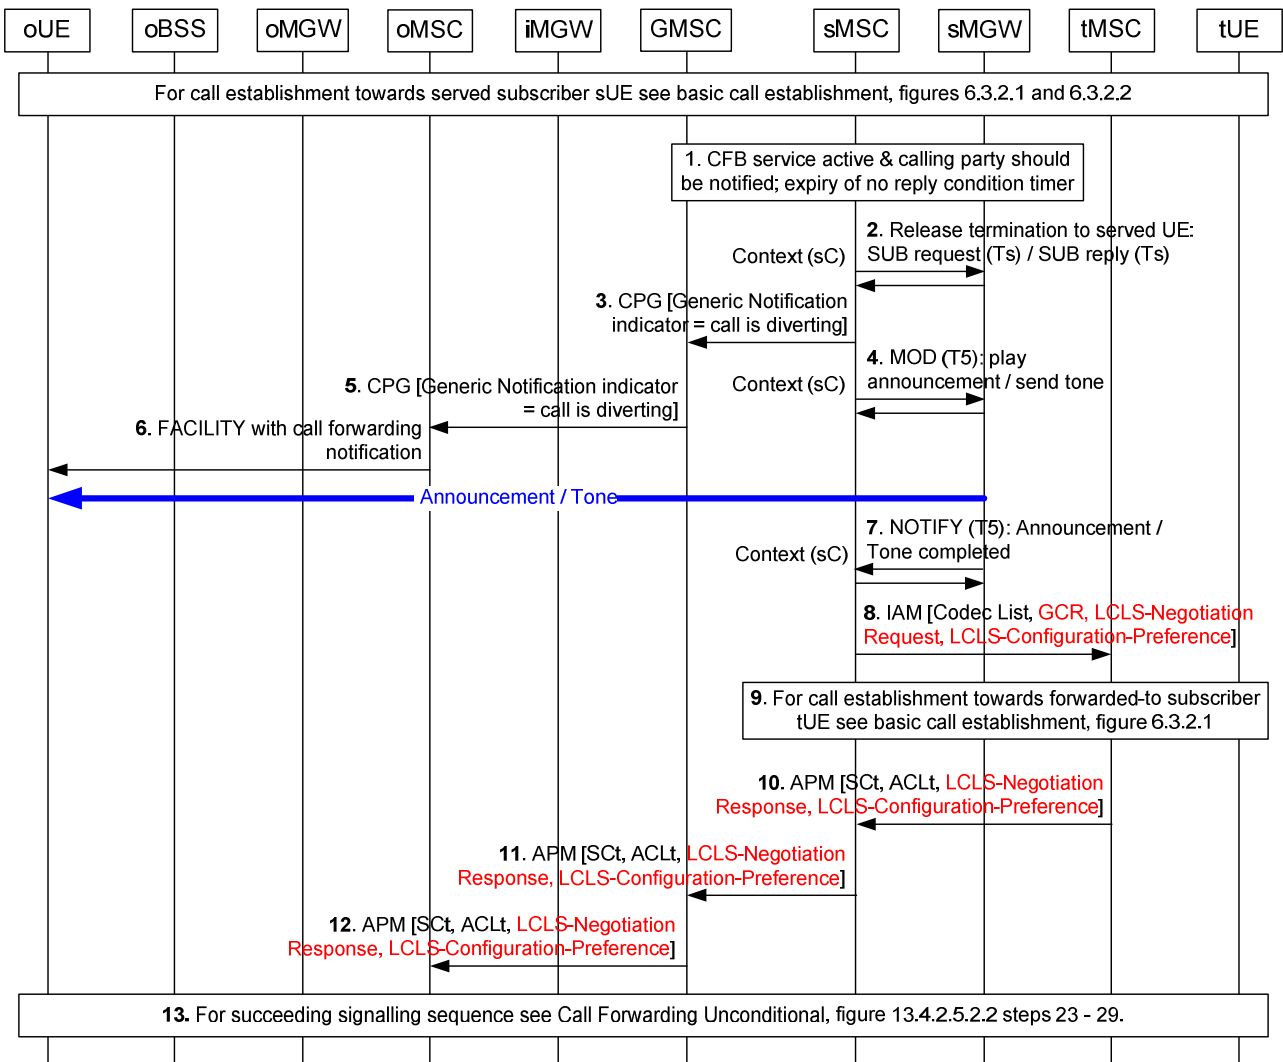 oUE oBSS oMGW oMSC iMGW GMSC sMSC sMGW tMSC tUE
For call establishment towards served subscriber sUE see basic call establishment, figures 6.3.2.1 and 6.3.2.2
1. CFB service active & calling party should
be notified; expiry of no reply condition timer
2. Release termination to served UE:
SUB request (Ts) / SUB reply (Ts)
Context (sC)
3. CPG [Generic Notification
indicator = call is diverting]
4. MOD (T5): play
announcement / send tone
Context (sC)
5. CPG [Generic Notification indicator
= call is diverting]
6. FACILITY with call forwarding
notification
Announcement / Tone
7. NOTIFY (T5): Announcement /
Tone completed
Context (sC)
8. IAM [Codec List, GCR, LCLS-Negotiation
Request, LCLS-Configuration-Preference]
9. For call establishment towards forwarded-to subscriber
tUE see basic call establishment, figure 6.3.2.1
10. APM [SCt, ACLt, LCLS-Negotiation
Response, LCLS-Configuration-Preference]
11. APM [SCt, ACLt, LCLS-Negotiation
Response, LCLS-Configuration-Preference]
12. APM [SCt, ACLt, LCLS-Negotiation
Response, LCLS-Configuration-Preference]
13. For succeeding signalling sequence see Call Forwarding Unconditional, figure 13.4.2.5.2.2 steps 23 - 29.